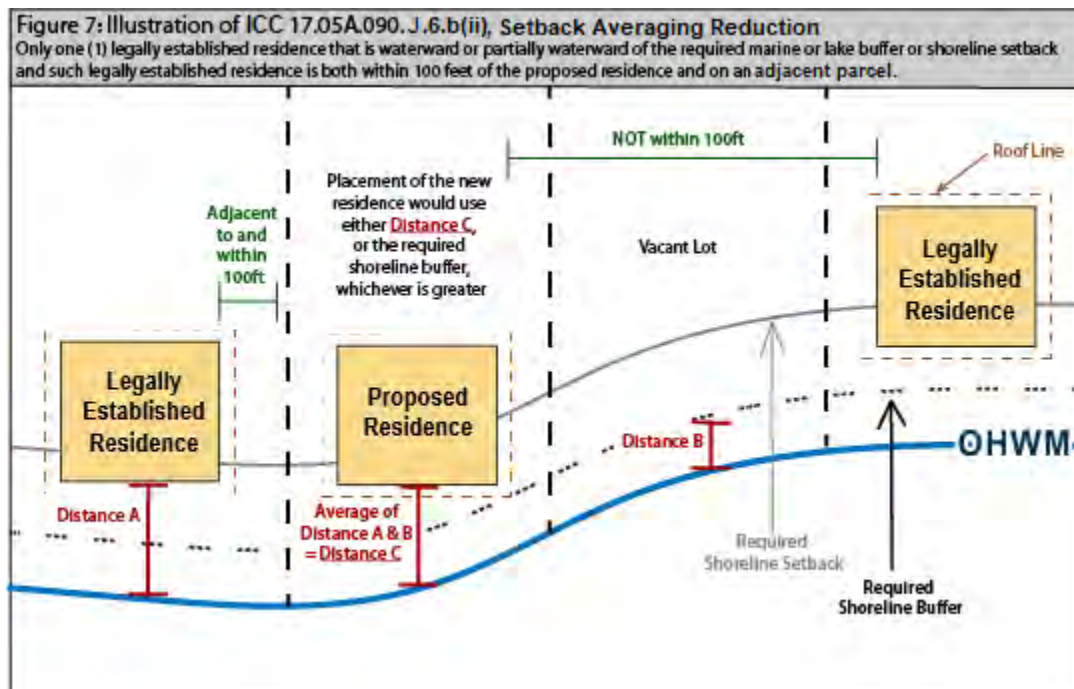 Figure 7: Illustration of ICC 17.05A.090.J.6.b(ii), Setback Averaging Reduction
Only one (1) legally established residence that is waterward or partially waterward of the required marine or lake buffer or shoreline setback
and such legally established residence is both within 100 feet of the proposed residence and on an adjacent parcel.
NOT within 100ft
Roof Line
Placement of the new
residence would use
either Distance C,
or the required
shoreline buffer,
whichever is greater
Adjacent
to and
within
100ft
Vacant Lot
Legally
Established
Residence
Legally
Established
Residence
Proposed
Residence
Distance B
OHWM
Distance A
Average of
Distance A & B
= Distance C
Required
Shoreline Setback
Required
Shoreline Buffer